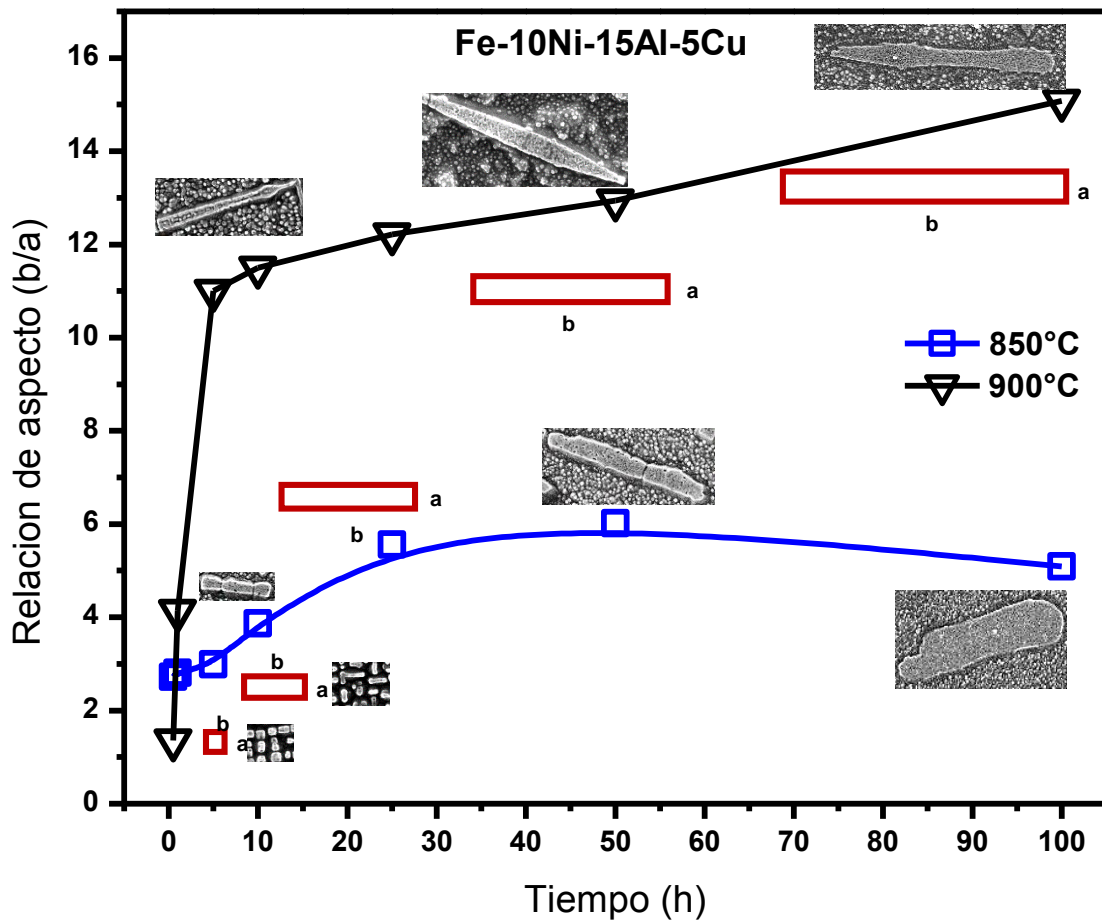 Fe-10Ni-15Al-5Cu
16
14
12
10
8
6
4
2
0
Relacion de aspecto (b/a)
a
b
a
b
850°C
900°C
a
b
b
a
b
a
0 10 20 30 40 50 60 70 80 90 100
Tiempo (h)